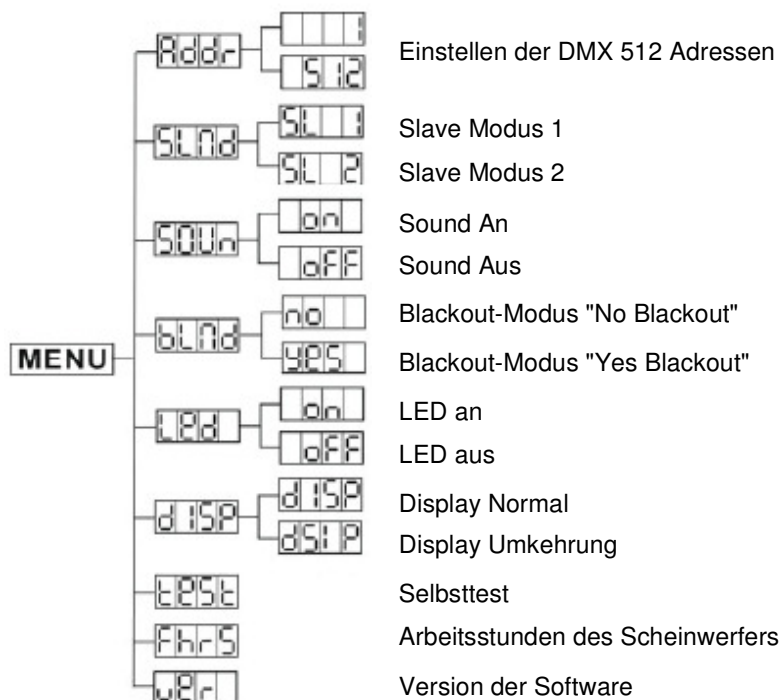 Addr
1
512
Einstellen der DMX 512 Adressen
SLMd
SL 1
Slave Modus 1
SL 2
Slave Modus 2
SOUn
on
Sound An
oFF
Sound Aus
bLMd
no
Blackout-Modus "No Blackout"
MENU
yes
Blackout-Modus "Yes Blackout"
Led
on
LED an
oFF
LED aus
dISP
dISP
Display Normal
dSIP
Display Umkehrung
tESt
Selbsttest
FhrS
Arbeitsstunden des Scheinwerfers
vEr
Version der Software